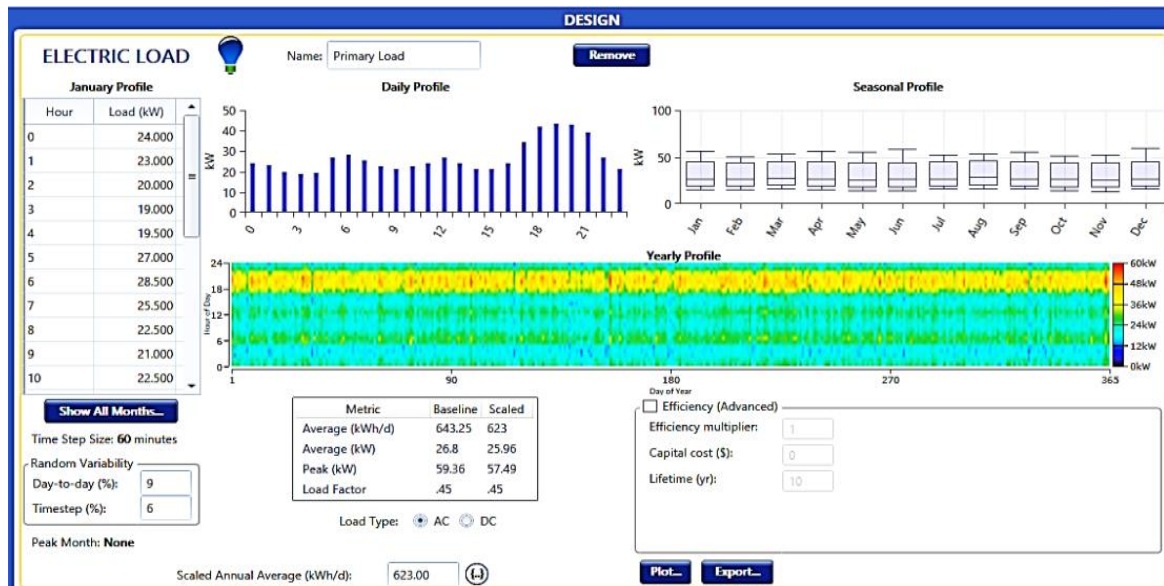 DESIGN
ELECTRIC LOAD
Name: Primary Load
Remove
January Profile
Hour Load (kW)
0 24.000
1 23.000
2 20.000
3 19.000
4 19.500
5 27.000
6 28.500
7 25.500
8 22.500
9 21.000
10 22.500
Show All Months...
Time Step Size: 60 minutes
Random Variability
Day-to-day (%): 9
Timestep (%): 6
Peak Month: None
Daily Profile
kW
50
40
30
20
10
0
0 3 6 9 12 15 18 21
Seasonal Profile
kW
100
50
0
Jan Feb Mar Apr May Jun Jul Aug Sep Oct Nov Dec
Yearly Profile
Hour of Day
24
18
12
6
0
1 90 180 270 365
Day of Year
60kW
48kW
36kW
24kW
12kW
0kW
Metric Baseline Scaled
Average (kWh/d) 643.25 623
Average (kW) 26.8 25.96
Peak (kW) 59.36 57.49
Load Factor .45 .45
Load Type: AC DC
Scaled Annual Average (kWh/d): 623.00 {..}
Efficiency (Advanced)
Efficiency multiplier: 1
Capital cost ($): 0
Lifetime (yr): 10
Plot... Export...